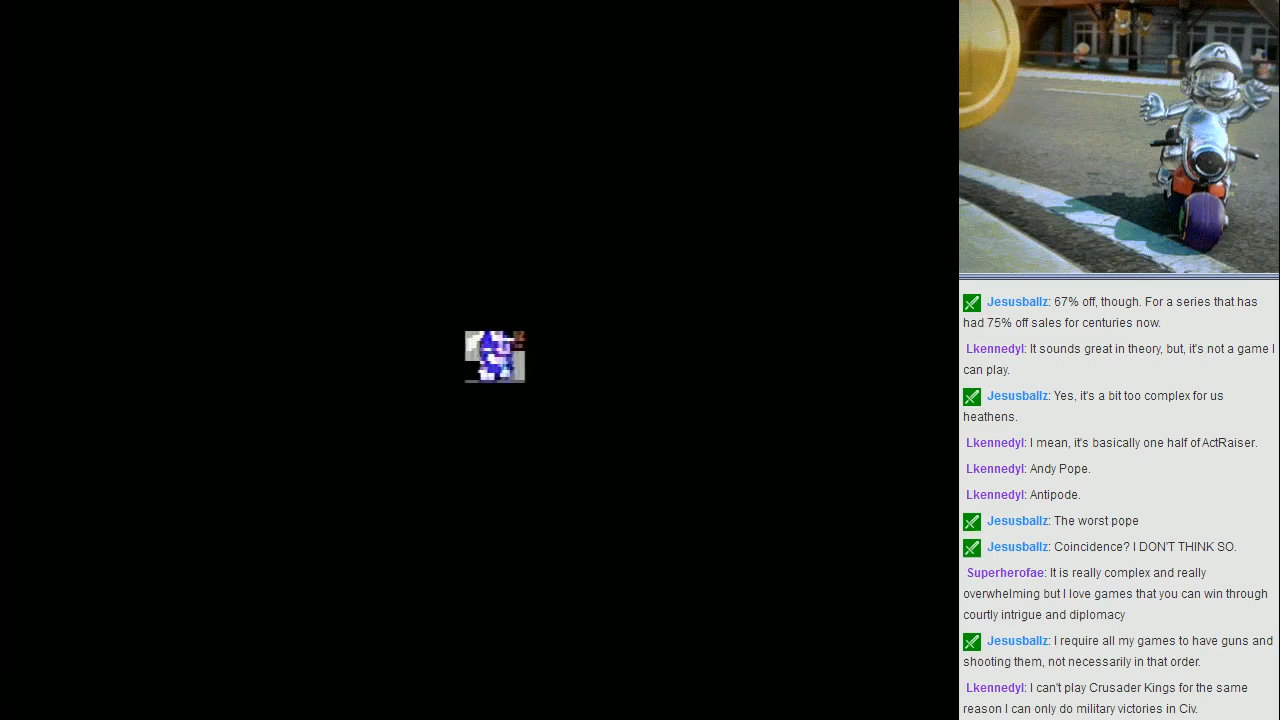 Jesusballz: 67% off, though. For a series that has
had 75% off sales for centuries now.
Lkennedyl: It sounds great in theory, but, it's not a game I
can play.
Jesusballz: Yes, it's a bit too complex for us
heathens.
Lkennedyl: I mean, it's basically one half of ActRaiser.
Lkennedyl: Andy Pope.
Lkennedyl: Antipode.
Jesusballz: The worst pope
Jesusballz: Coincidence? I DON'T THINK SO.
Superherofae: It is really complex and really
overwhelming but I love games that you can win through
courtly intrigue and diplomacy
Jesusballz: I require all my games to have guns and
shooting them, not necessarily in that order.
Lkennedyl: I can't play Crusader Kings for the same
reason I can only do military victories in Civ.